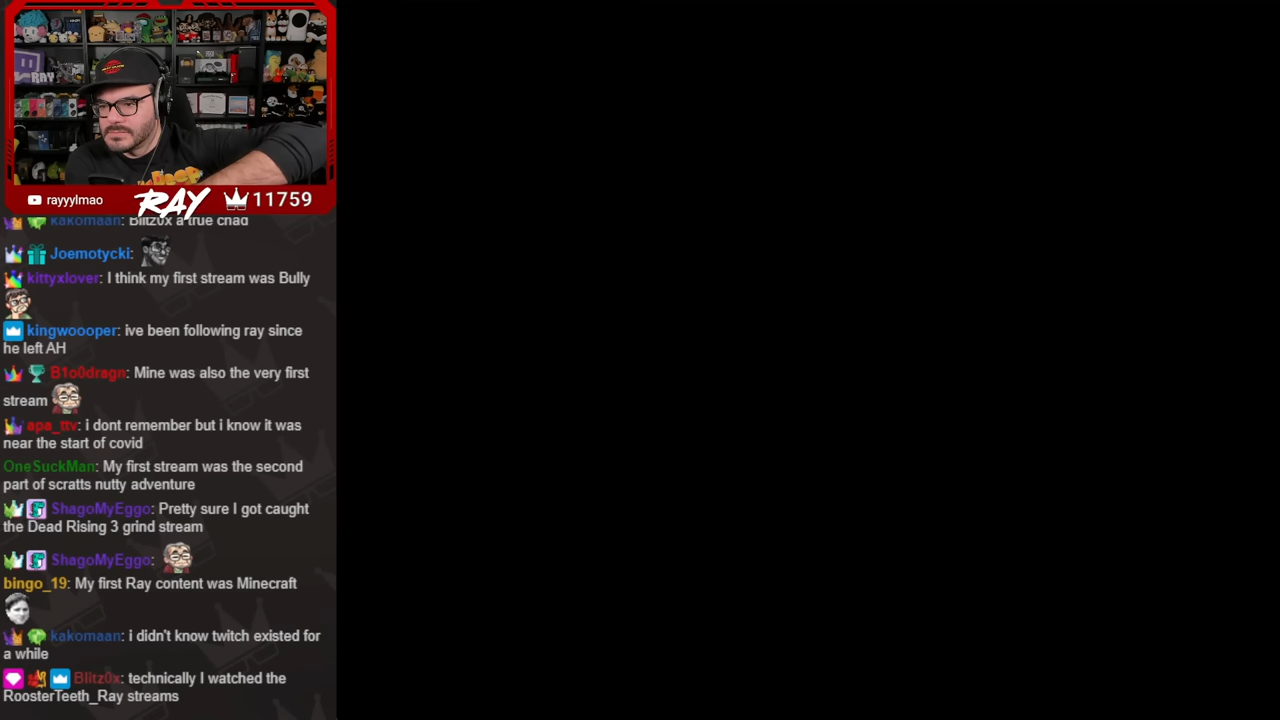 rayyylmao RAY 11759
kakomaan: Blitz0x a true chad
Joemotycki:
kittyxlover: I think my first stream was Bully
kingwoooper: ive been following ray since
he left AH
B1o0dragn: Mine was also the very first
stream
apa_ttv: i dont remember but i know it was
near the start of covid
OneSuckMan: My first stream was the second
part of scratts nutty adventure
ShagoMyEggo: Pretty sure I got caught
the Dead Rising 3 grind stream
ShagoMyEggo:
bingo_19: My first Ray content was Minecraft
kakomaan: i didn't know twitch existed for
a while
Blitz0x: technically I watched the
RoosterTeeth_Ray streams